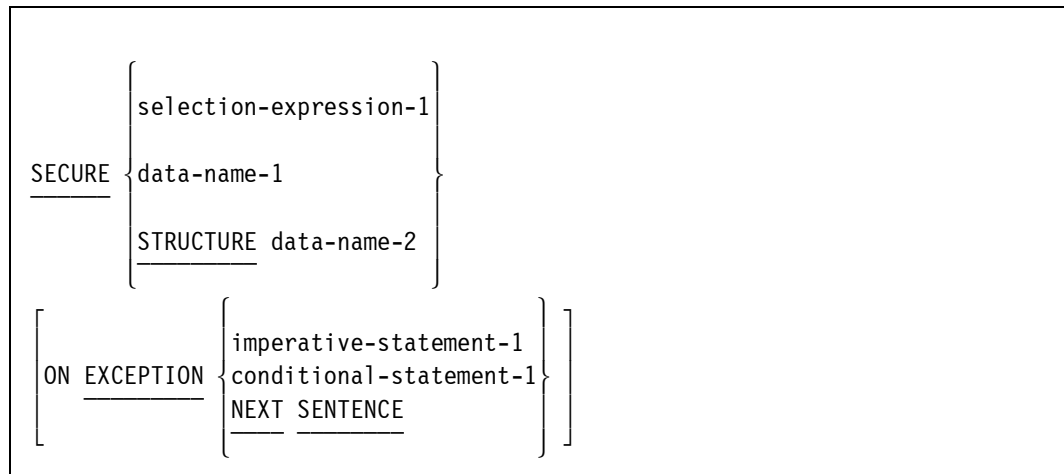 selection-expression-1
SECURE data-name-1
STRUCTURE data-name-2
imperative-statement-1
ON EXCEPTION conditional-statement-1
NEXT SENTENCE